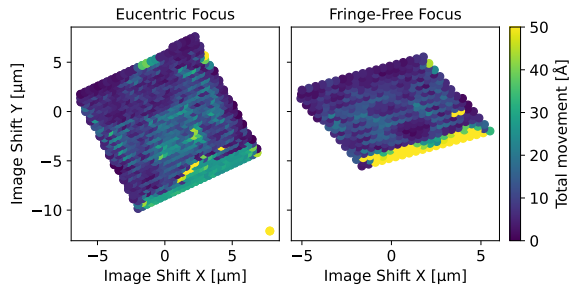 Eucentric Focus
Fringe-Free Focus
Image Shift Y [μm]
5
0
−5
−10
−5
0
5
Image Shift X [μm]
−5
0
5
Image Shift X [μm]
50
40
30
20
10
0
Total movement [Å]